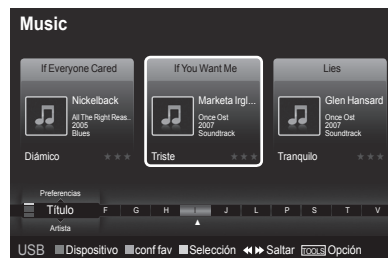 Music
If Everyone Cared
Nickelback
All The Right Reas..
2005
Blues
Diámico
If You Want Me
Marketa Irgl...
Once Ost
2007
Soundtrack
Triste
Lies
Glen Hansard
Once Ost
2007
Soundtrack
Tranquilo
Preferencias
Título F G H I J L P S T V
Artista
USB Dispositivo conf fav Selección Saltar TOOLS Opción